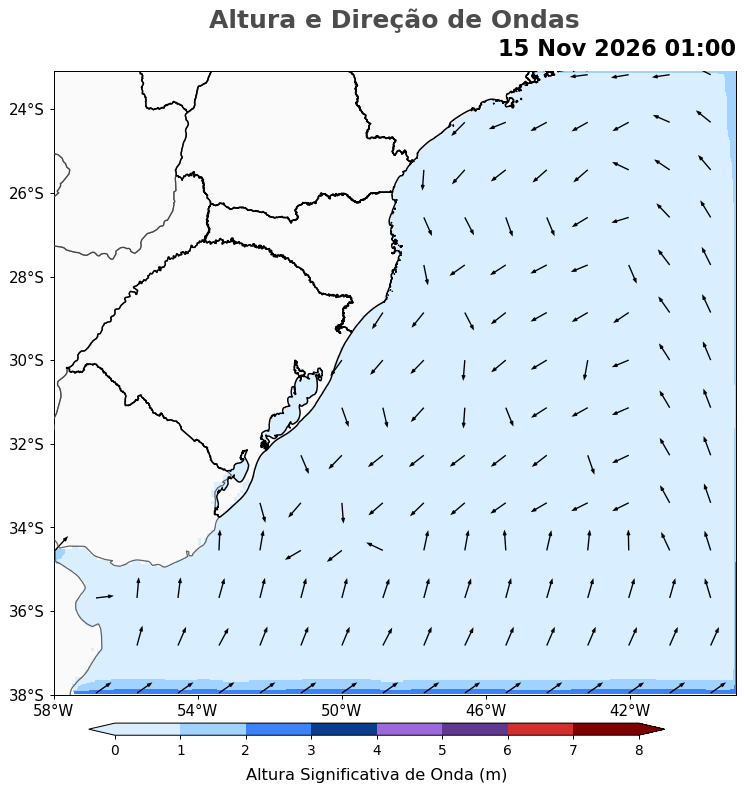 Altura e Direção de Ondas
15 Nov 2026 01:00
24°S
26°S
28°S
30°S
32°S
34°S
36°S
38°S
58°W 54°W 50°W 46°W 42°W
0 1 2 3 4 5 6 7 8
Altura Significativa de Onda (m)